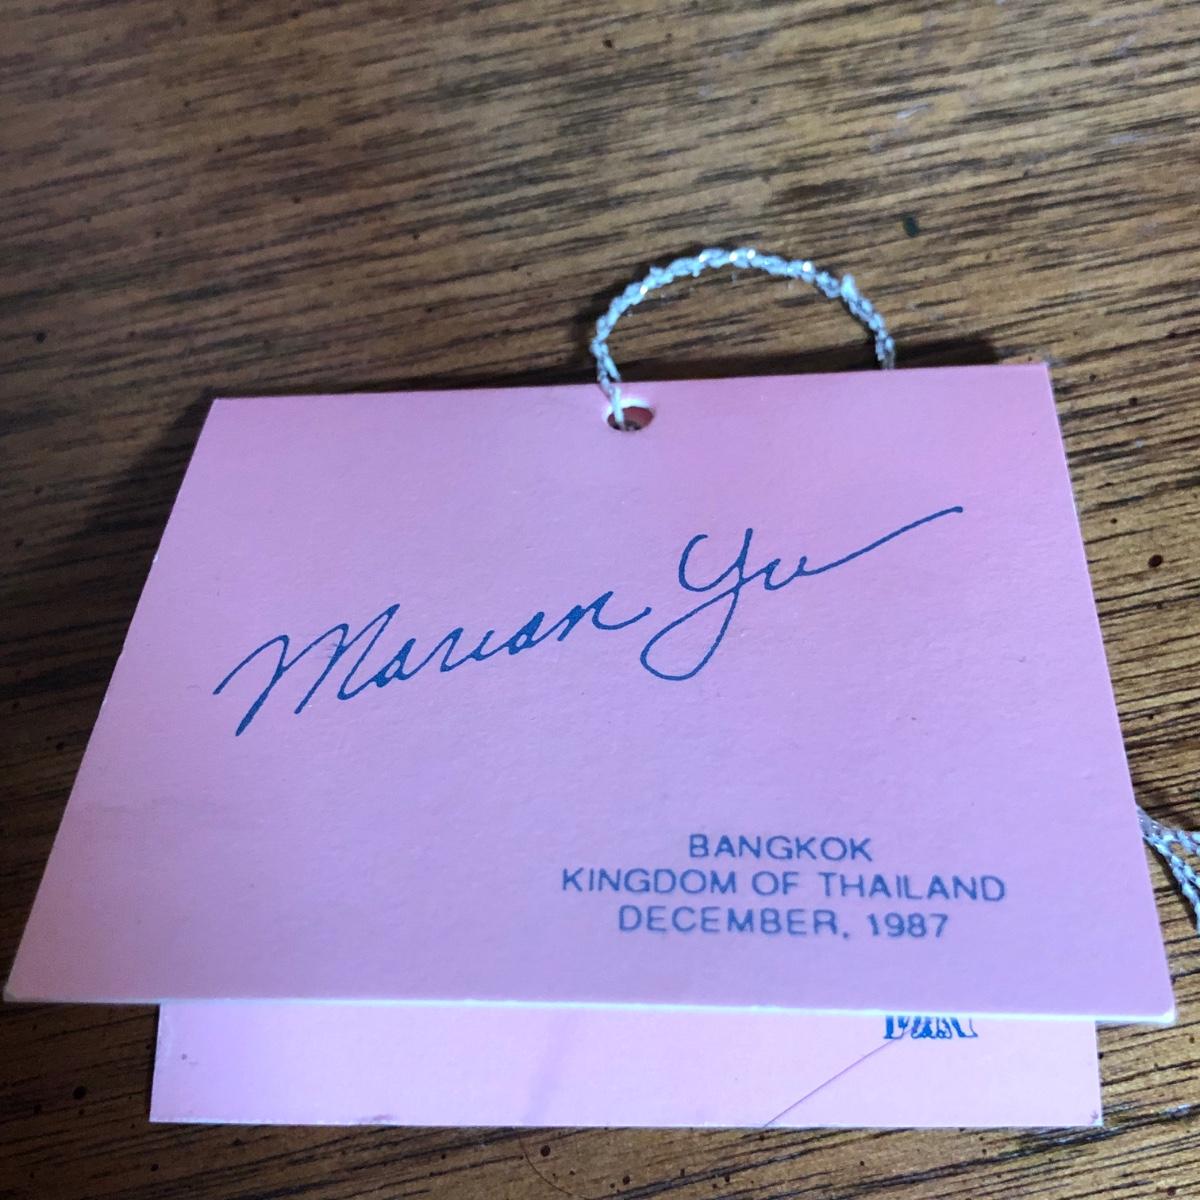 Marian Yu
BANGKOK
KINGDOM OF THAILAND
DECEMBER, 1987